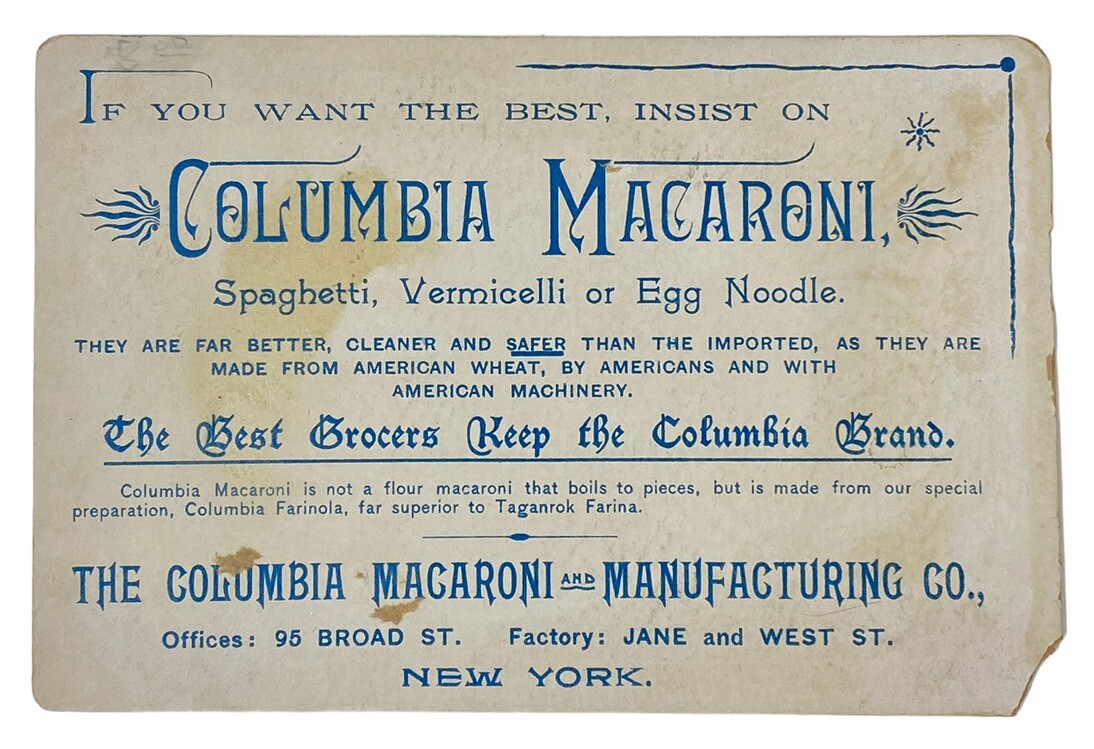 IF YOU WANT THE BEST, INSIST ON
COLUMBIA MACARONI,
Spaghetti, Vermicelli or Egg Noodle.
THEY ARE FAR BETTER, CLEANER AND SAFER THAN THE IMPORTED, AS THEY ARE
MADE FROM AMERICAN WHEAT, BY AMERICANS AND WITH
AMERICAN MACHINERY.
The Best Grocers Keep the Columbia Brand.
Columbia Macaroni is not a flour macaroni that boils to pieces, but is made from our special
preparation, Columbia Farinola, far superior to Taganrok Farina.
THE COLUMBIA MACARONI AND MANUFACTURING CO.,
Offices: 95 BROAD ST. Factory: JANE and WEST ST.
NEW YORK.